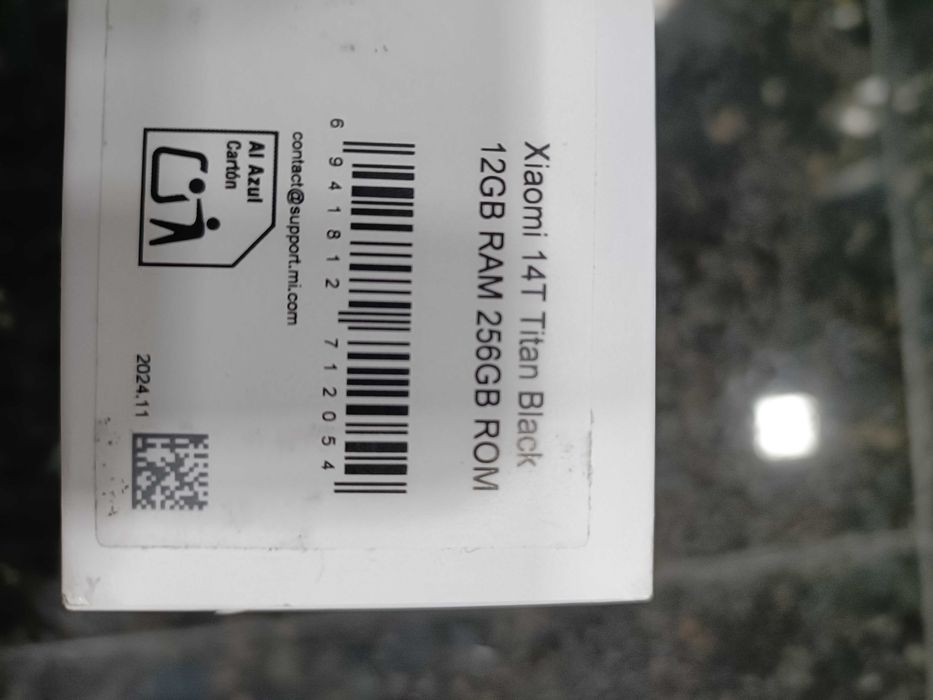 Xiaomi 14T Titan Black
12GB RAM 256GB ROM
6 941812 712054
contact@support.mi.com
Al Azul
Cartón
2024.11